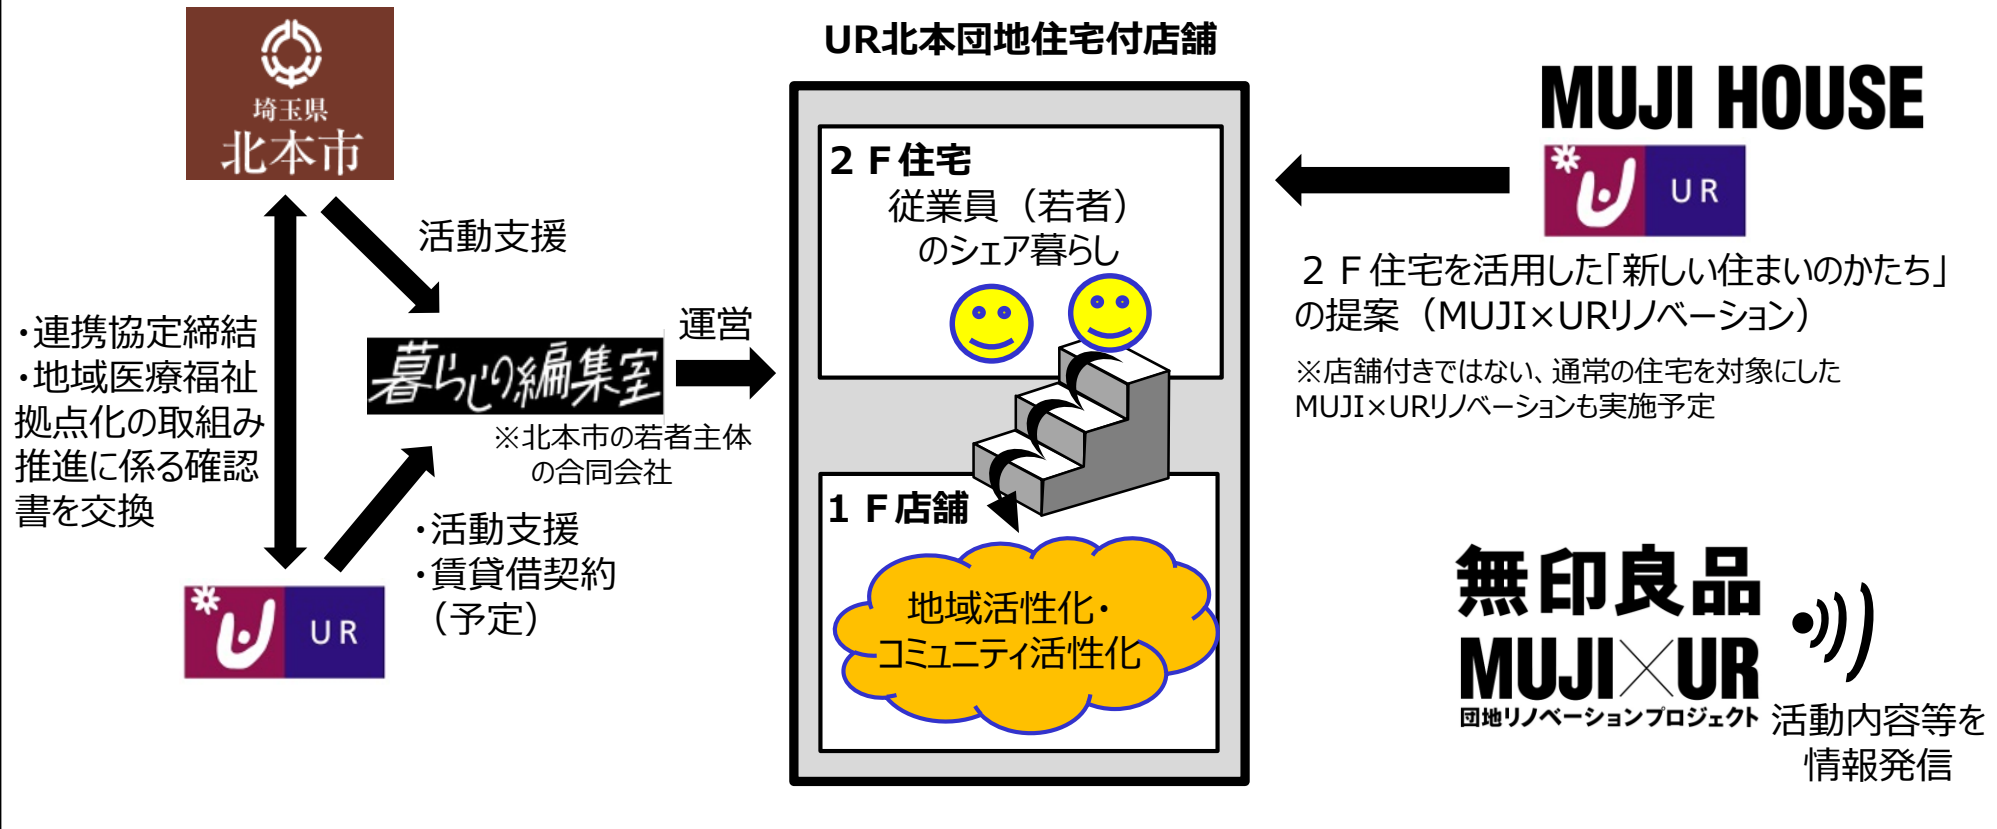 UR北本団地住宅付店舗
埼玉県
北本市
活動支援
・連携協定締結
・地域医療福祉
拠点化の取組み
推進に係る確認
書を交換
暮らしの編集室
※北本市の若者主体
の合同会社
運営
・活動支援
・賃貸借契約
（予定）
UR
２Ｆ住宅
従業員（若者）
のシェア暮らし
１Ｆ店舗
地域活性化・
コミュニティ活性化
MUJI HOUSE
UR
２Ｆ住宅を活用した「新しい住まいのかたち」
の提案（MUJI×URリノベーション）
※店舗付きではない、通常の住宅を対象にした
MUJI×URリノベーションも実施予定
無印良品
MUJI×UR
団地リノベーションプロジェクト
活動内容等を
情報発信